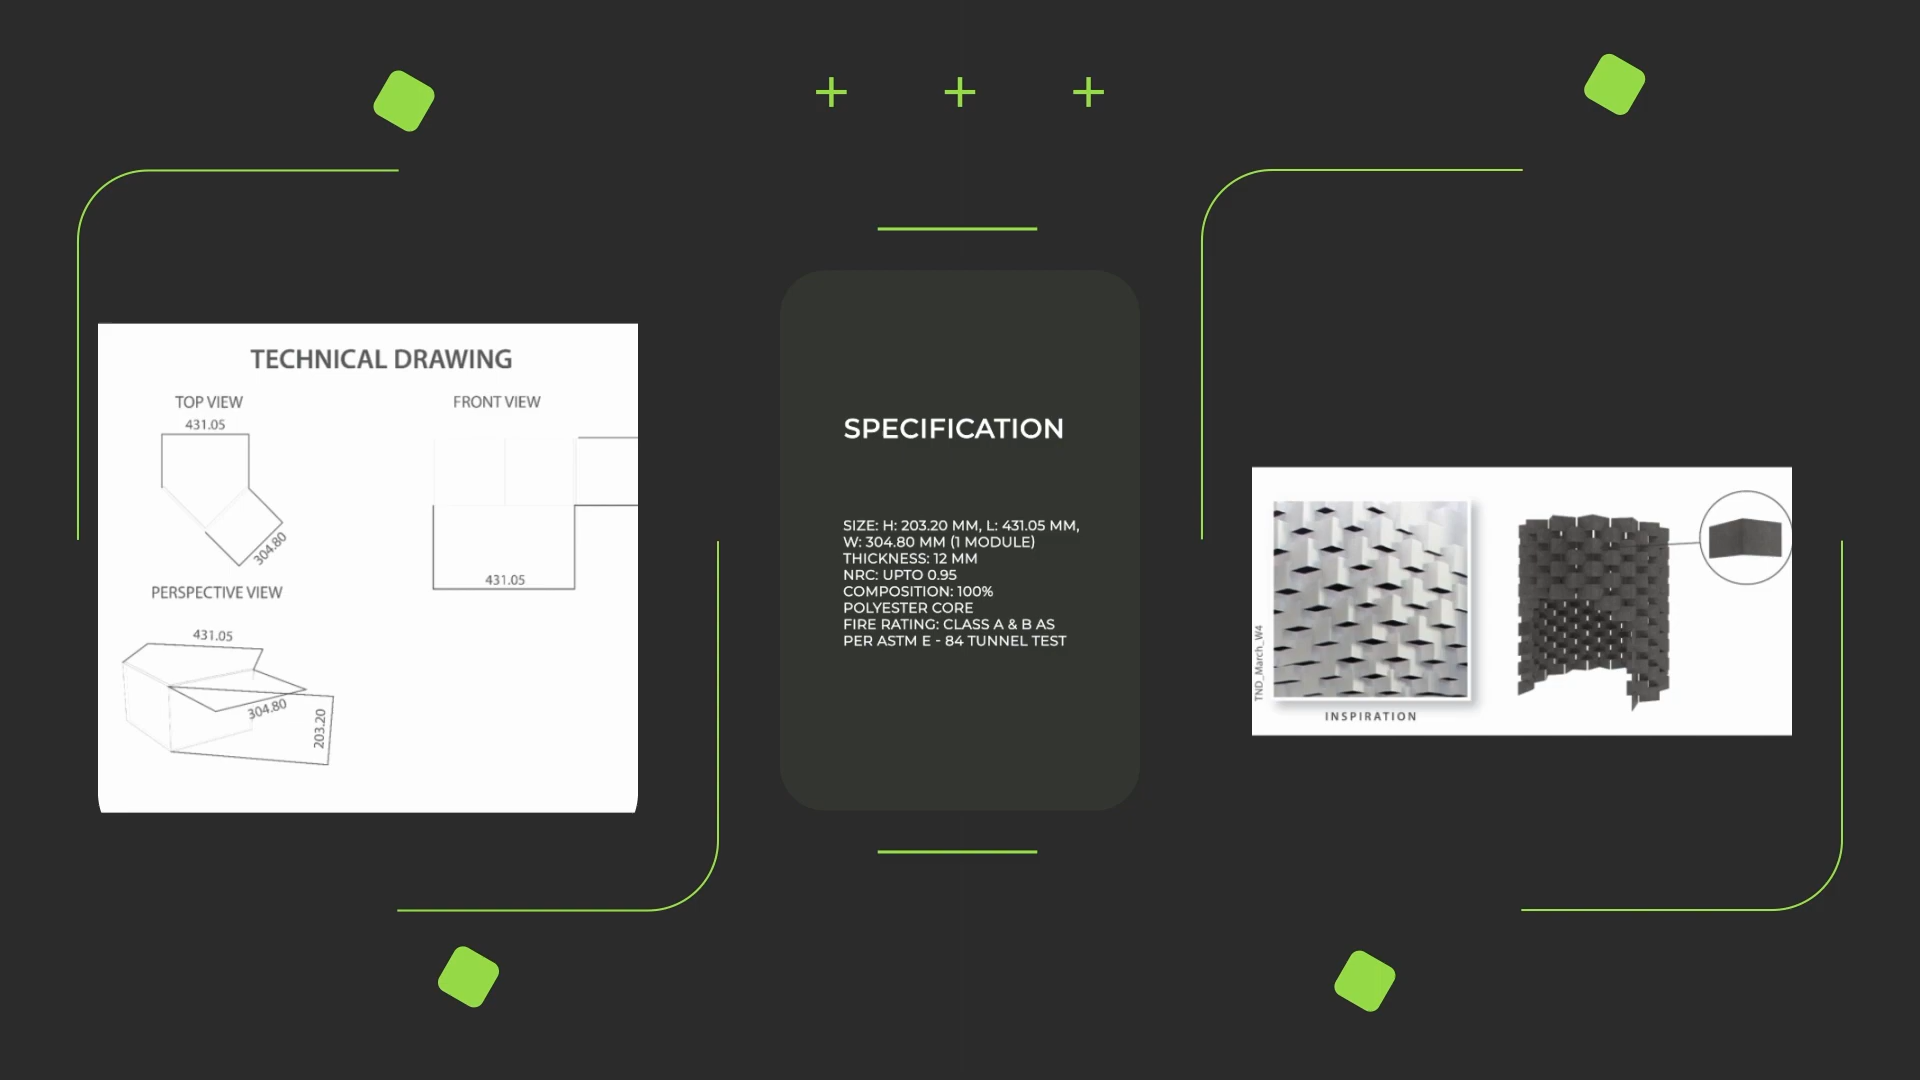 TECHNICAL DRAWING
TOP VIEW
431.05
304.80
FRONT VIEW
431.05
PERSPECTIVE VIEW
431.05
304.80
203.20
SPECIFICATION
SIZE: H: 203.20 MM, L: 431.05 MM,
W: 304.80 MM (1 MODULE)
THICKNESS: 12 MM
NRC: UPTO 0.95
COMPOSITION: 100%
POLYESTER CORE
FIRE RATING: CLASS A & B AS
PER ASTM E - 84 TUNNEL TEST
TND_March_W4
INSPIRATION